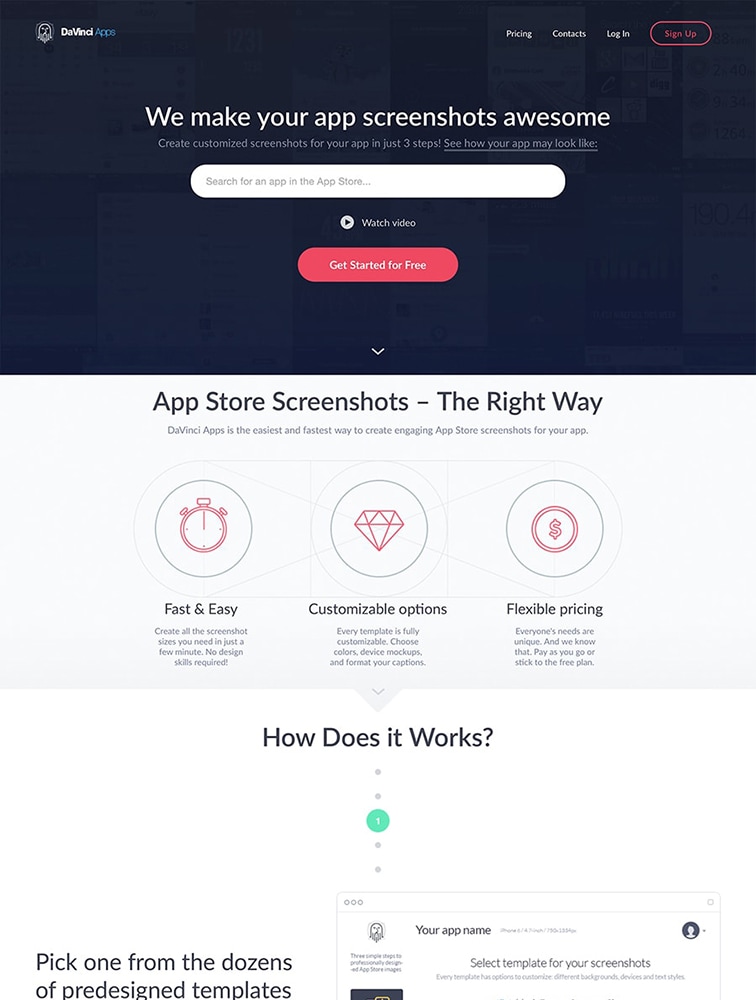 DaVinci Apps
Pricing Contacts Log In Sign Up
We make your app screenshots awesome
Create customized screenshots for your app in just 3 steps! See how your app may look like:
Search for an app in the App Store...
Watch video
Get Started for Free
App Store Screenshots – The Right Way
DaVinci Apps is the easiest and fastest way to create engaging App Store screenshots for your app.
$
Fast & Easy
Create all the screenshot
sizes you need in just a
few minute. No design
skills required!
Customizable options
Every template is fully
customizable. Choose
colors, device mockups,
and format your captions.
Flexible pricing
Everyone's needs are
unique. And we know
that. Pay as you go or
stick to the free plan.
How Does it Works?
1
Pick one from the dozens
of predesigned templates
Your app name iPhone 6 / 4.7 inch / 750x1334px
Three simple steps to
professionally design-
-ed App Store images
Select template for your screenshots
Every template has options to customize: different backgrounds, devices and text styles.